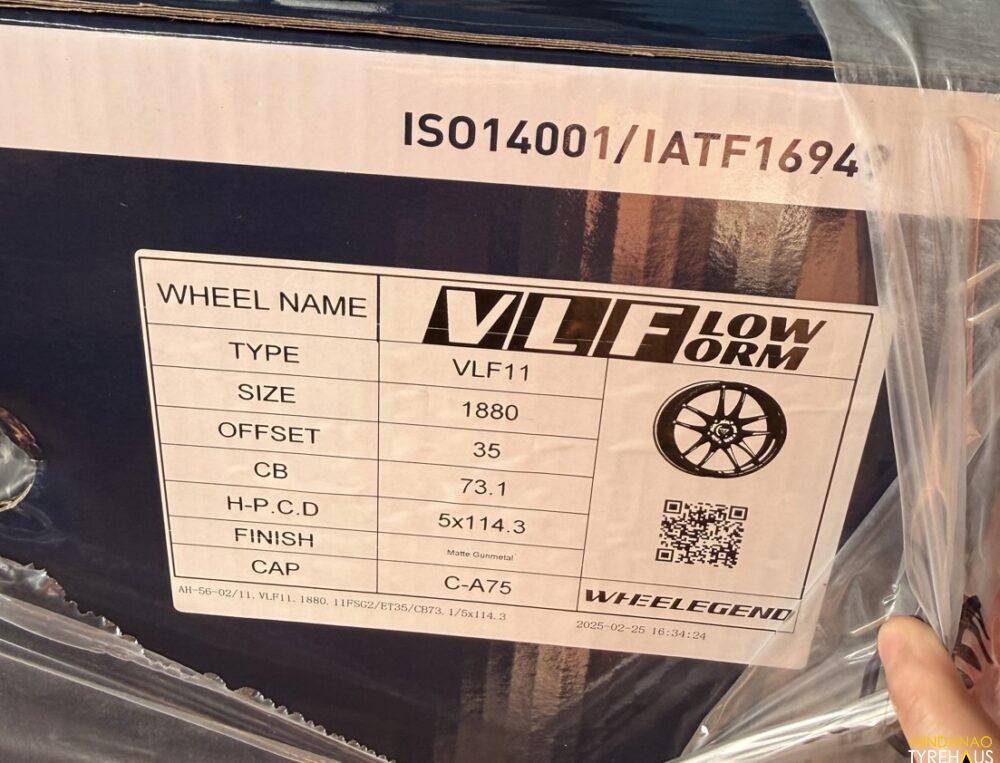 ISO14001/IATF1694
WHEEL NAME VLF LOW FORM
TYPE VLF11
SIZE 1880
OFFSET 35
CB 73.1
H-P.C.D 5x114.3
FINISH Matte Gunmetal
CAP C-A75
WHEELEGEND
AH-56-02/11. VLF11. 1880. 11FSG2/ET35/CB73. 1/5x114.3
2025-02-25 16:34:24
MINDANAO
TYREHAUS